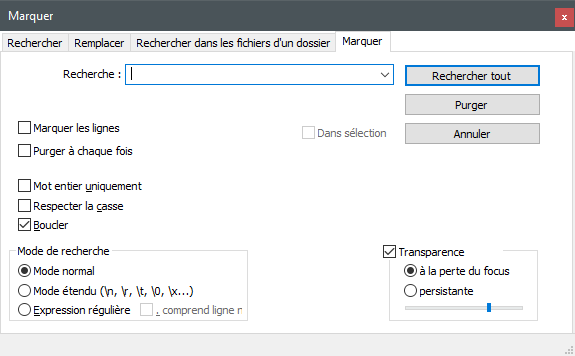 Marquer
x
Rechercher Remplacer Rechercher dans les fichiers d'un dossier Marquer
Recherche : Rechercher tout
Purger
Marquer les lignes Dans sélection Annuler
Purger à chaque fois
Mot entier uniquement
Respecter la casse
Boucler
Mode de recherche
Mode normal
Mode étendu (\n, \r, \t, \0, \x...)
Expression régulière . comprend ligne n
Transparence
à la perte du focus
persistante